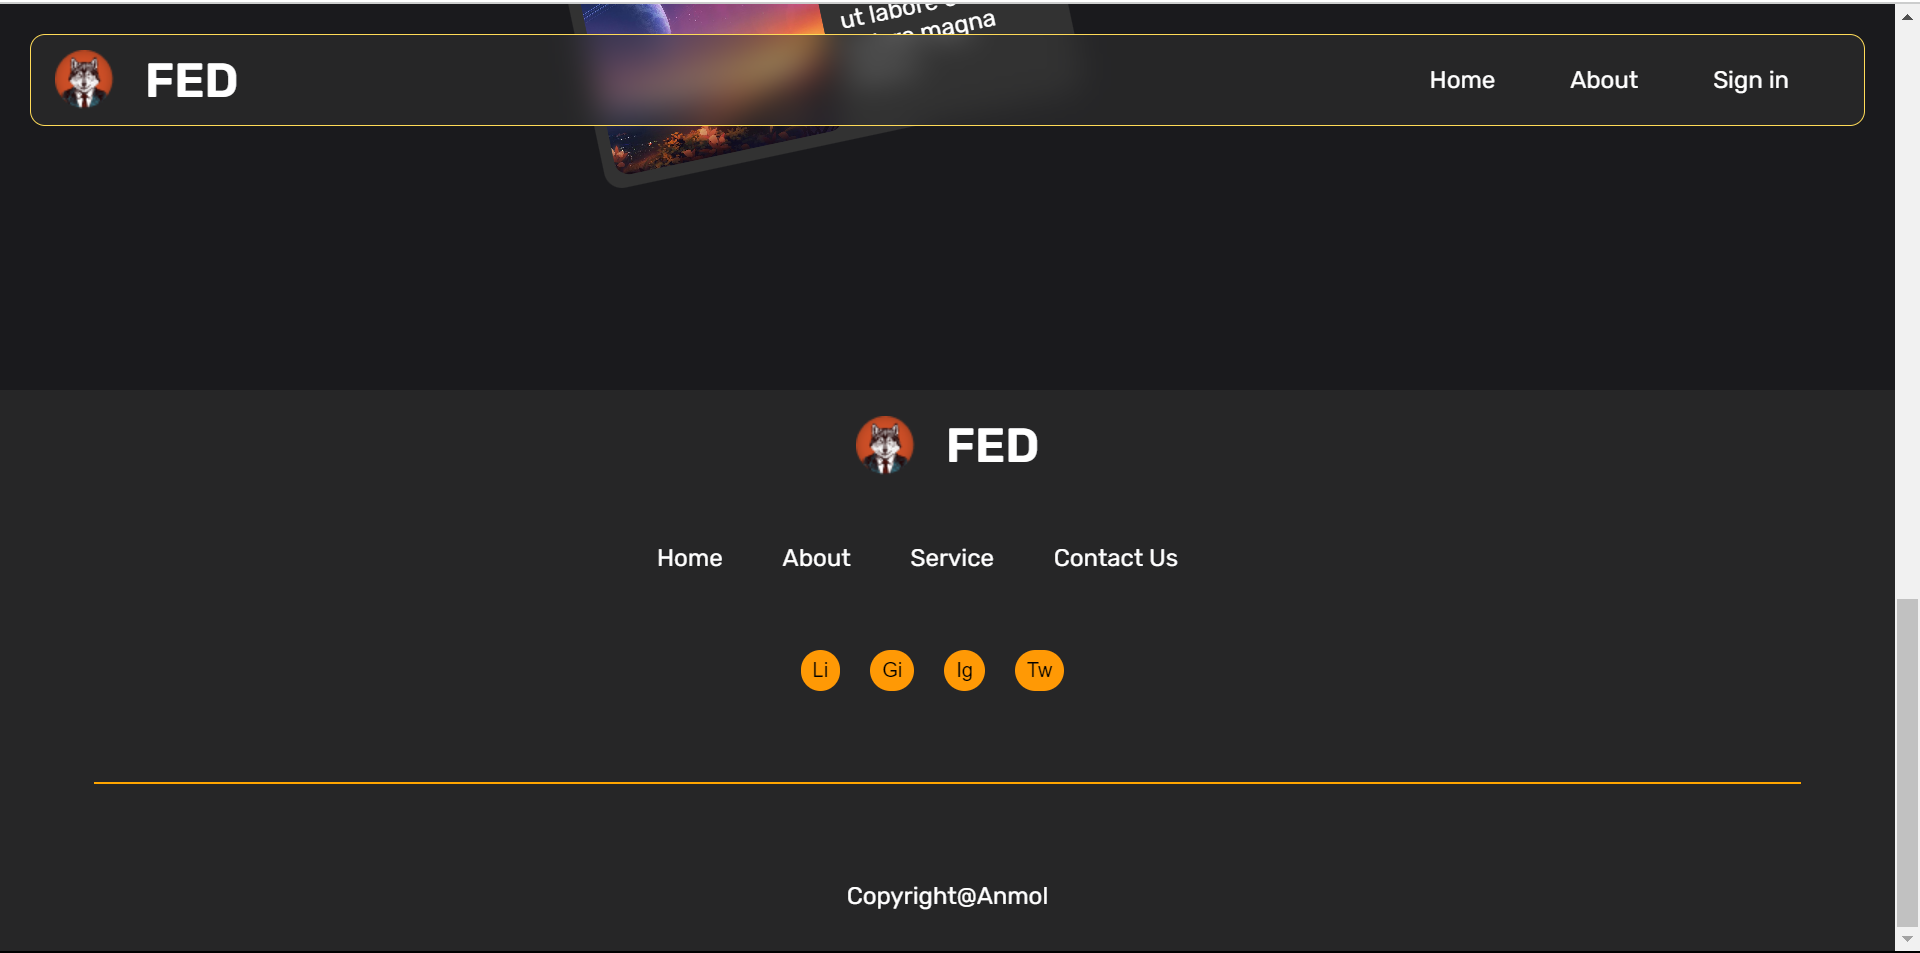 ut labore
magna
FED
Home About Sign in
FED
Home About Service Contact Us
Li Gi Ig Tw
Copyright@Anmol